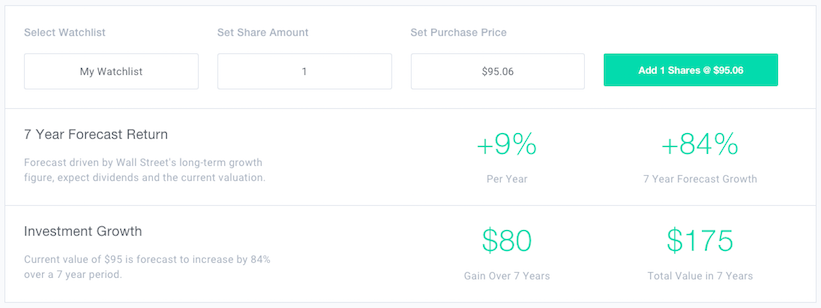 Select Watchlist
Set Share Amount
Set Purchase Price
My Watchlist
1
$95.06
Add 1 Shares @ $95.06
7 Year Forecast Return
Forecast driven by Wall Street's long-term growth
figure, expect dividends and the current valuation.
+9%
Per Year
+84%
7 Year Forecast Growth
Investment Growth
Current value of $95 is forecast to increase by 84%
over a 7 year period.
$80
Gain Over 7 Years
$175
Total Value in 7 Years